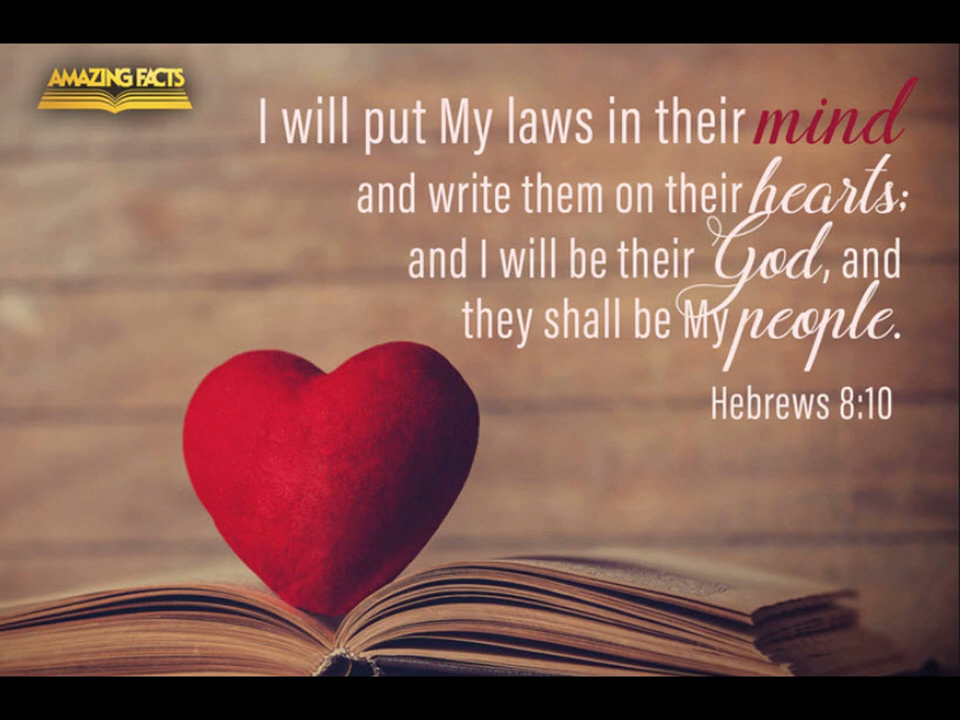 AMAZING FACTS
I will put My laws in their mind
and write them on their hearts;
and I will be their God, and
they shall be My people.
Hebrews 8:10